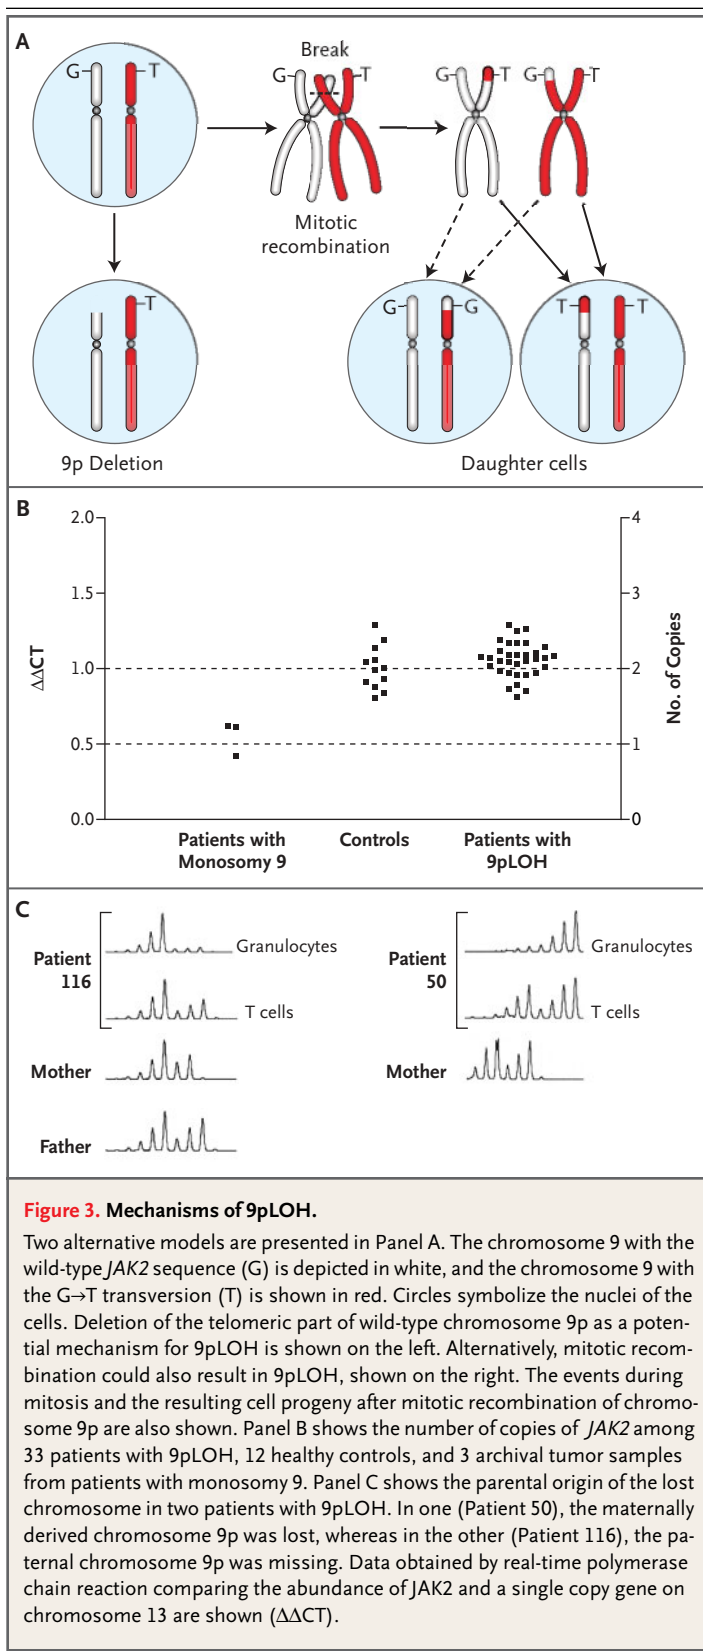 A
Break
G
T
G
T
G
T
G
T
Mitotic
recombination
T
G
G
T
T
9p Deletion
Daughter cells
B
2.0
4
1.5
3
ΔΔCT
1.0
2
No. of Copies
0.5
1
0.0
0
Patients with
Monosomy 9
Controls
Patients with
9pLOH
C
Patient
116
Granulocytes
T cells
Mother
Father
Patient
50
Granulocytes
T cells
Mother
Figure 3. Mechanisms of 9pLOH.
Two alternative models are presented in Panel A. The chromosome 9 with the
wild-type JAK2 sequence (G) is depicted in white, and the chromosome 9 with
the G→T transversion (T) is shown in red. Circles symbolize the nuclei of the
cells. Deletion of the telomeric part of wild-type chromosome 9p as a poten-
tial mechanism for 9pLOH is shown on the left. Alternatively, mitotic recom-
bination could also result in 9pLOH, shown on the right. The events during
mitosis and the resulting cell progeny after mitotic recombination of chromo-
some 9p are also shown. Panel B shows the number of copies of JAK2 among
33 patients with 9pLOH, 12 healthy controls, and 3 archival tumor samples
from patients with monosomy 9. Panel C shows the parental origin of the lost
chromosome in two patients with 9pLOH. In one (Patient 50), the maternally
derived chromosome 9p was lost, whereas in the other (Patient 116), the pa-
ternal chromosome 9p was missing. Data obtained by real-time polymerase
chain reaction comparing the abundance of JAK2 and a single copy gene on
chromosome 13 are shown (ΔΔCT).